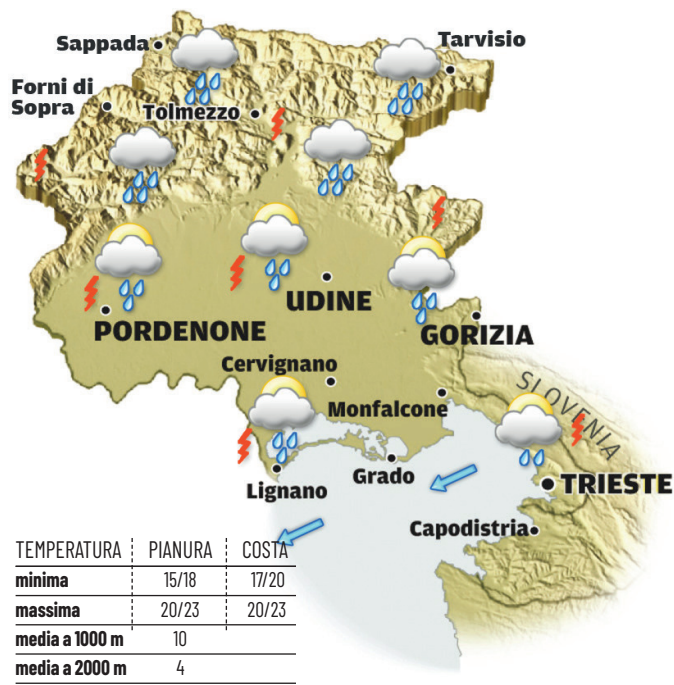 Sappada
Tarvisio
Forni di
Sopra
Tolmezzo
UDINE
PORDENONE
GORIZIA
Cervignano
SLOVENIA
Monfalcone
Grado
TRIESTE
Lignano
Capodistria
TEMPERATURA PIANURA COSTA
minima 15/18 17/20
massima 20/23 20/23
media a 1000 m 10
media a 2000 m 4